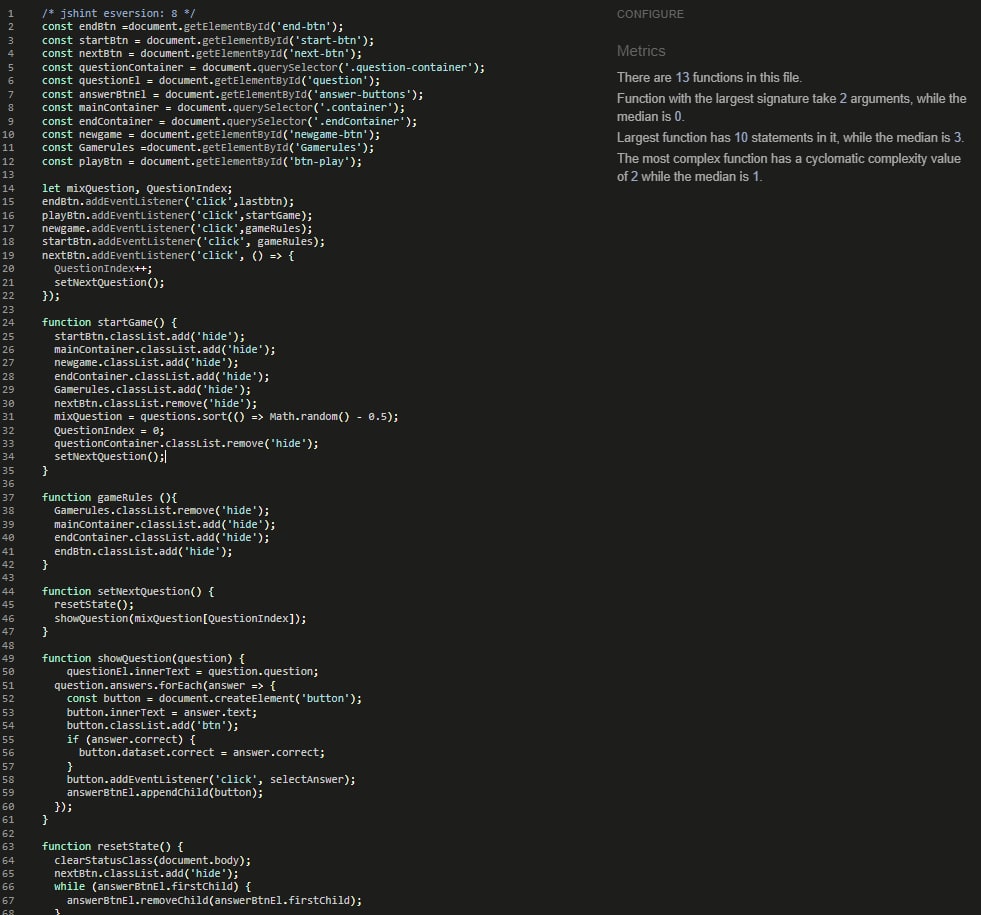 1 /* jshint esversion: 8 */
2 const endBtn =document.getElementById('end-btn');
3 const startBtn = document.getElementById('start-btn');
4 const nextBtn = document.getElementById('next-btn');
5 const questionContainer = document.querySelector('.question-container');
6 const questionEl = document.getElementById('question');
7 const answerBtnEl = document.getElementById('answer-buttons');
8 const mainContainer = document.querySelector('.container');
9 const endContainer = document.querySelector('.endContainer');
10 const newgame = document.getElementById('newgame-btn');
11 const Gamerules =document.getElementById('Gamerules');
12 const playBtn = document.getElementById('btn-play');
13
14 let mixQuestion, QuestionIndex;
15 endBtn.addEventListener('click',lastbtn);
16 playBtn.addEventListener('click',startGame);
17 newgame.addEventListener('click',gameRules);
18 startBtn.addEventListener('click', gameRules);
19 nextBtn.addEventListener('click', () => {
20 QuestionIndex++;
21 setNextQuestion();
22 });
23
24 function startGame() {
25 startBtn.classList.add('hide');
26 mainContainer.classList.add('hide');
27 newgame.classList.add('hide');
28 endContainer.classList.add('hide');
29 Gamerules.classList.add('hide');
30 nextBtn.classList.remove('hide');
31 mixQuestion = questions.sort(() => Math.random() - 0.5);
32 QuestionIndex = 0;
33 questionContainer.classList.remove('hide');
34 setNextQuestion();
35 }
36
37 function gameRules (){
38 Gamerules.classList.remove('hide');
39 mainContainer.classList.add('hide');
40 endContainer.classList.add('hide');
41 endBtn.classList.add('hide');
42 }
43
44 function setNextQuestion() {
45 resetState();
46 showQuestion(mixQuestion[QuestionIndex]);
47 }
48
49 function showQuestion(question) {
50 questionEl.innerText = question.question;
51 question.answers.forEach(answer => {
52 const button = document.createElement('button');
53 button.innerText = answer.text;
54 button.classList.add('btn');
55 if (answer.correct) {
56 button.dataset.correct = answer.correct;
57 }
58 button.addEventListener('click', selectAnswer);
59 answerBtnEl.appendChild(button);
60 });
61 }
62
63 function resetState() {
64 clearStatusClass(document.body);
65 nextBtn.classList.add('hide');
66 while (answerBtnEl.firstChild) {
67 answerBtnEl.removeChild(answerBtnEl.firstChild);
68 }
CONFIGURE
Metrics
There are 13 functions in this file.
Function with the largest signature take 2 arguments, while the
median is 0.
Largest function has 10 statements in it, while the median is 3.
The most complex function has a cyclomatic complexity value
of 2 while the median is 1.